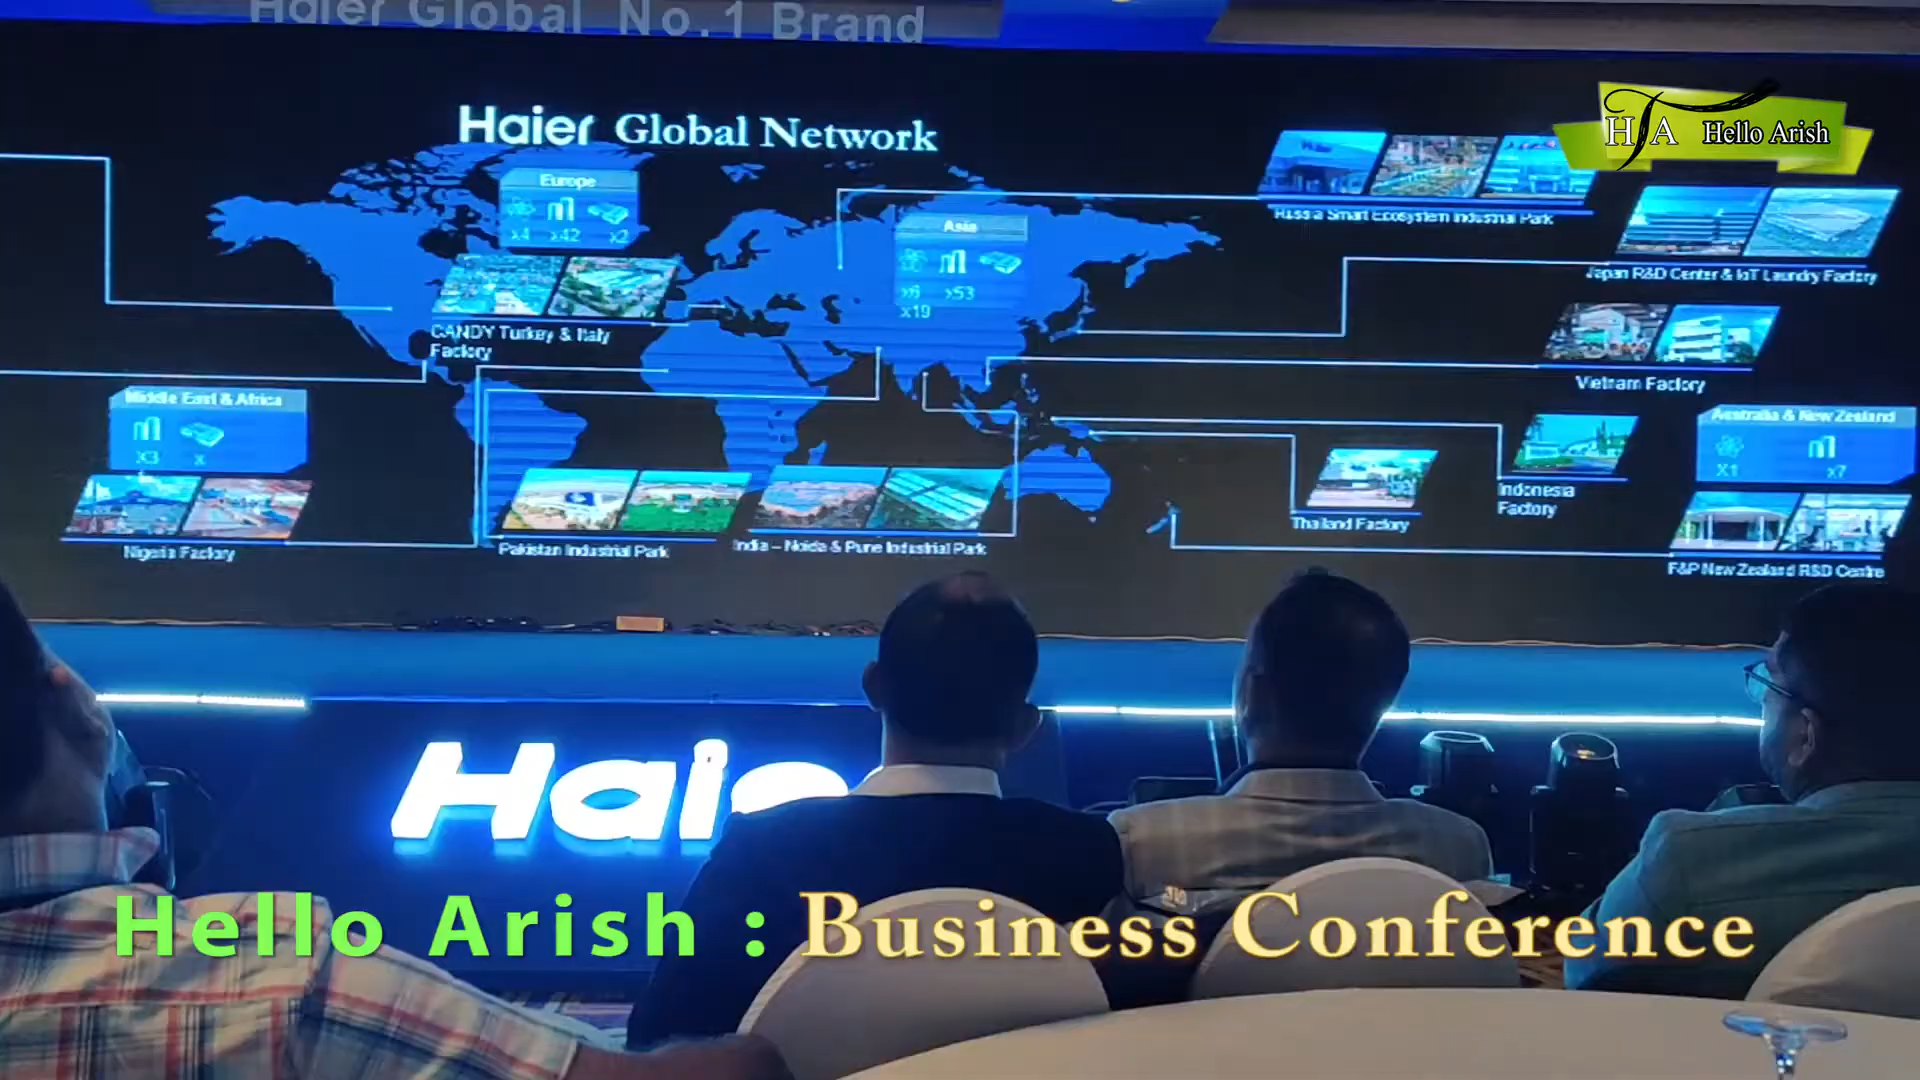 Haier Global No.1 Brand
Haier Global Network
HA Hello Arish
Europe
x4 x42 x2
Asia
x53
x19
Russia Smart Ecosystem Industrial Park
Japan R&D Center & IoT Laundry Factory
CANDY Turkey & Italy
Factory
Vietnam Factory
Middle East & Africa
X3 x
Australia & New Zealand
X1 x7
Indonesia
Factory
Thailand Factory
Nigeria Factory
Pakistan Industrial Park
India – Noida & Pune Industrial Park
F&P New Zealand R&D Centre
Haier
Hello Arish : Business Conference